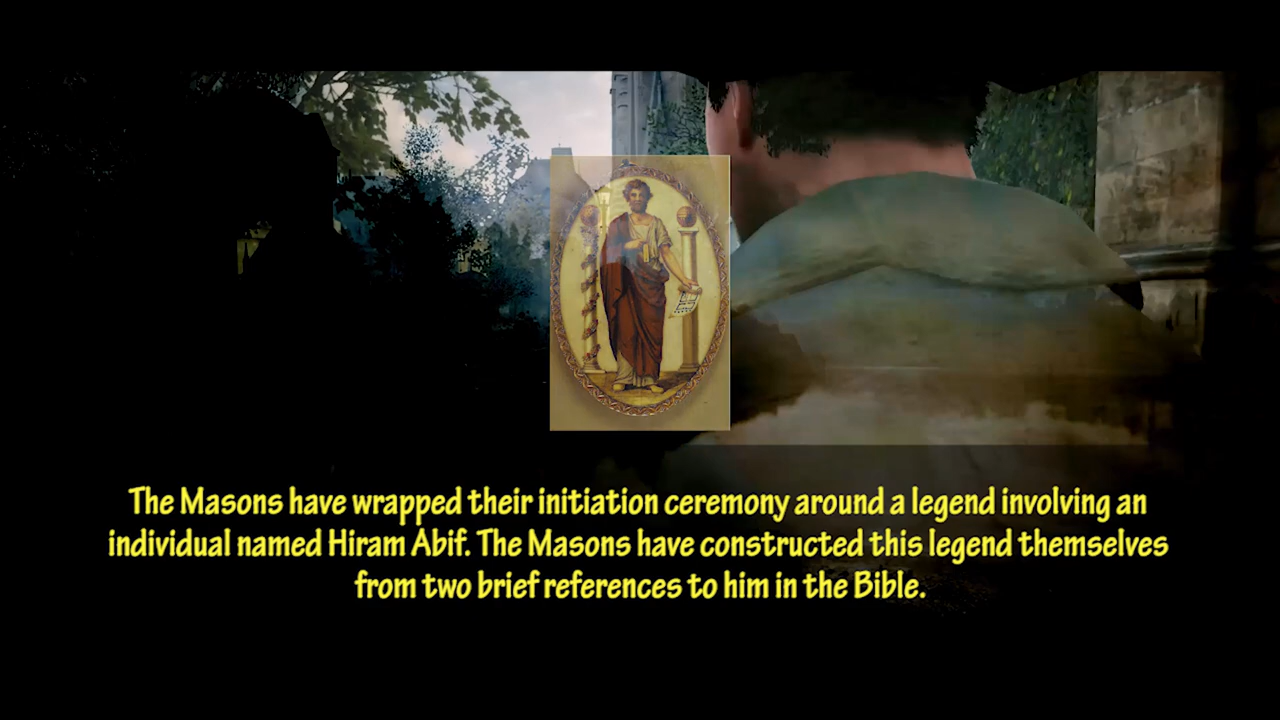 The Masons have wrapped their initiation ceremony around a legend involving an
individual named Hiram Abif. The Masons have constructed this legend themselves
from two brief references to him in the Bible.